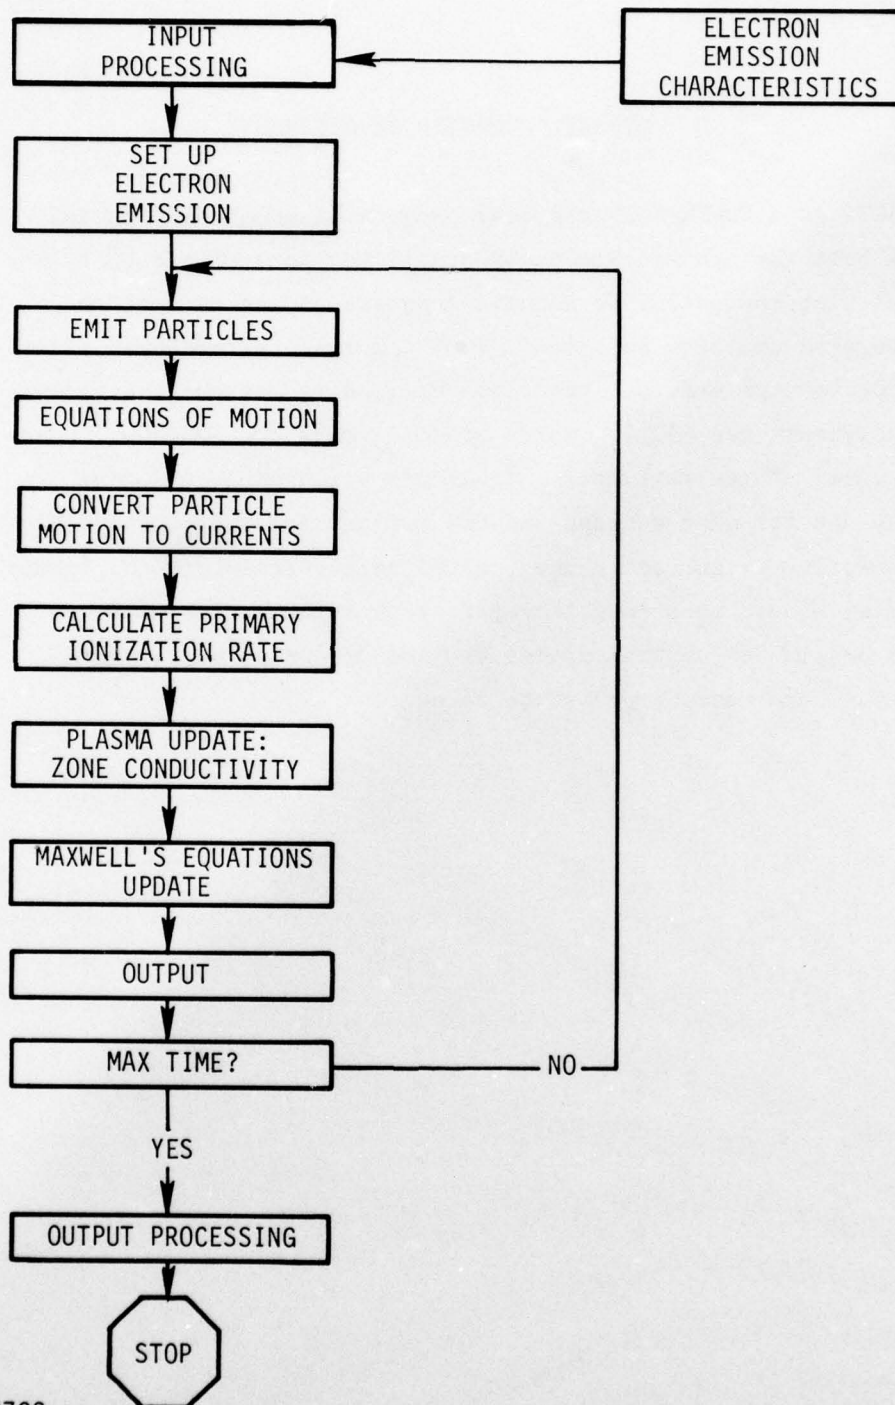 INPUT
PROCESSING
ELECTRON
EMISSION
CHARACTERISTICS
SET UP
ELECTRON
EMISSION
EMIT PARTICLES
EQUATIONS OF MOTION
CONVERT PARTICLE
MOTION TO CURRENTS
CALCULATE PRIMARY
IONIZATION RATE
PLASMA UPDATE:
ZONE CONDUCTIVITY
MAXWELL'S EQUATIONS
UPDATE
OUTPUT
MAX TIME?
NO
YES
OUTPUT PROCESSING
STOP